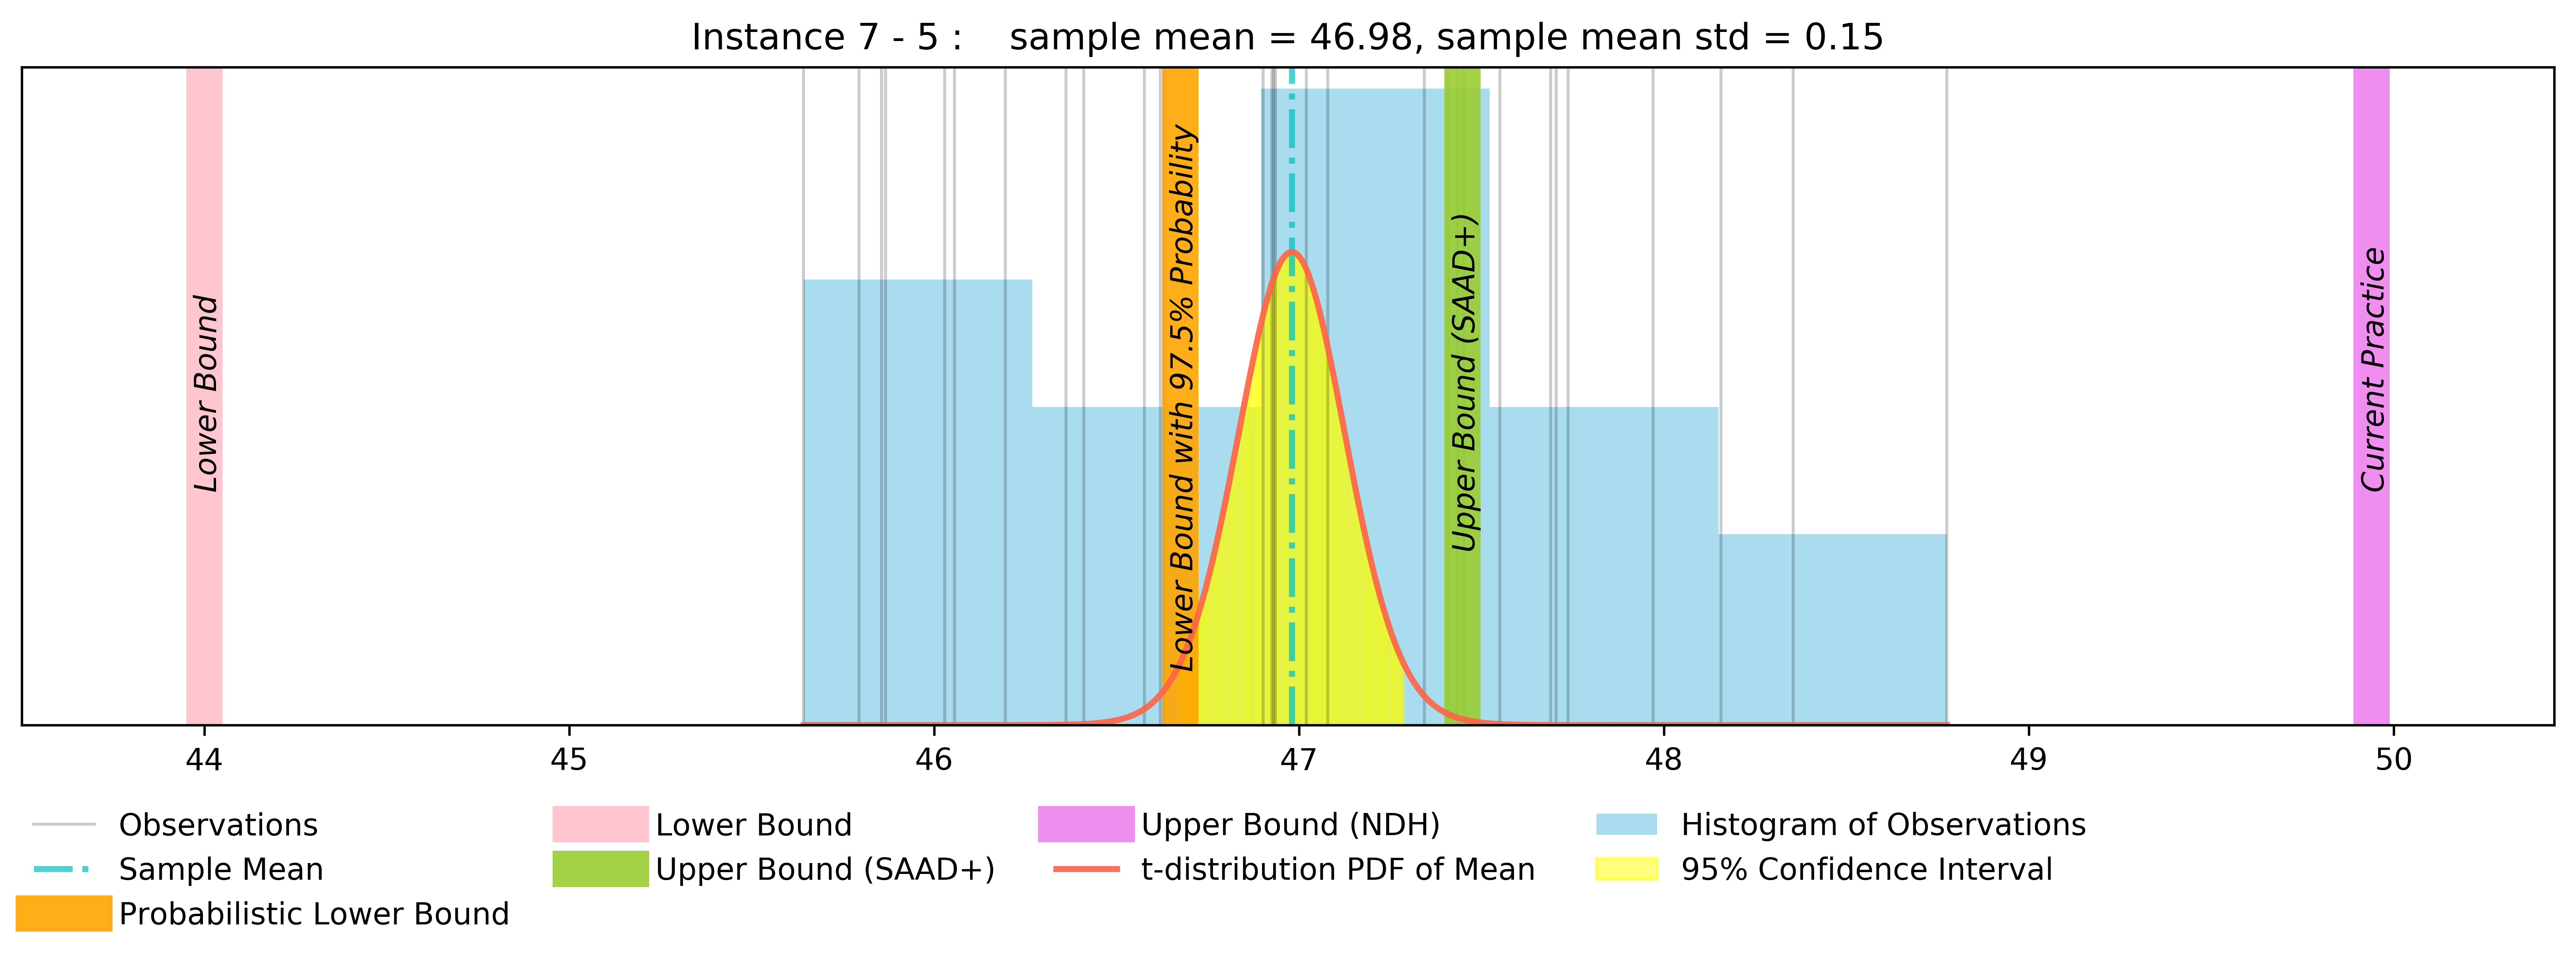 Instance 7 - 5 :    sample mean = 46.98, sample mean std = 0.15
Lower Bound
Lower Bound with 97.5% Probability
Upper Bound (SAAD+)
Current Practice
44 45 46 47 48 49 50
Observations
Sample Mean
Probabilistic Lower Bound
Lower Bound
Upper Bound (SAAD+)
Upper Bound (NDH)
t-distribution PDF of Mean
Histogram of Observations
95% Confidence Interval